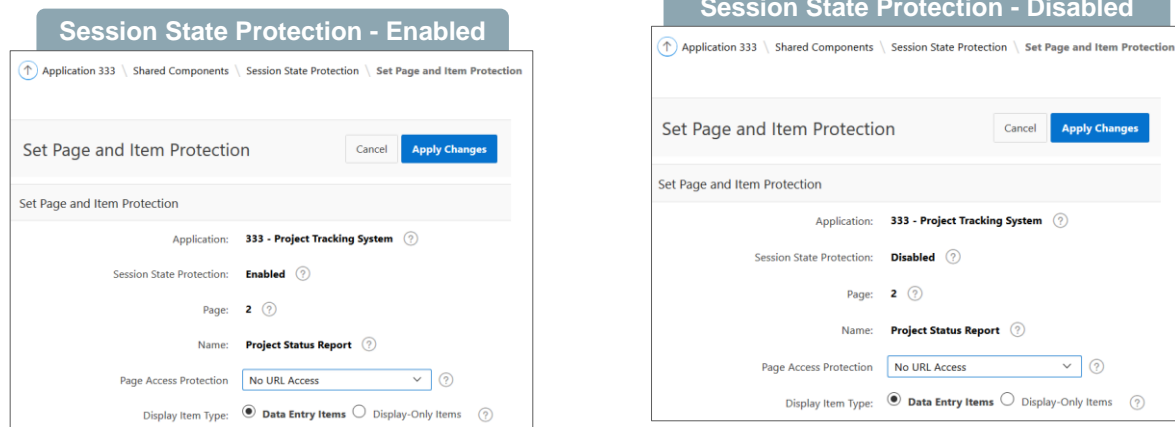 Session State Protection - Enabled
Application 333 \ Shared Components \ Session State Protection \ Set Page and Item Protection
Set Page and Item Protection
Cancel
Apply Changes
Set Page and Item Protection
Application: 333 - Project Tracking System ?
Session State Protection: Enabled ?
Page: 2 ?
Name: Project Status Report ?
Page Access Protection No URL Access ?
Display Item Type: Data Entry Items Display-Only Items ?
Session State Protection - Disabled
Application 333 \ Shared Components \ Session State Protection \ Set Page and Item Protection
Set Page and Item Protection
Cancel
Apply Changes
Set Page and Item Protection
Application: 333 - Project Tracking System ?
Session State Protection: Disabled ?
Page: 2 ?
Name: Project Status Report ?
Page Access Protection No URL Access ?
Display Item Type: Data Entry Items Display-Only Items ?